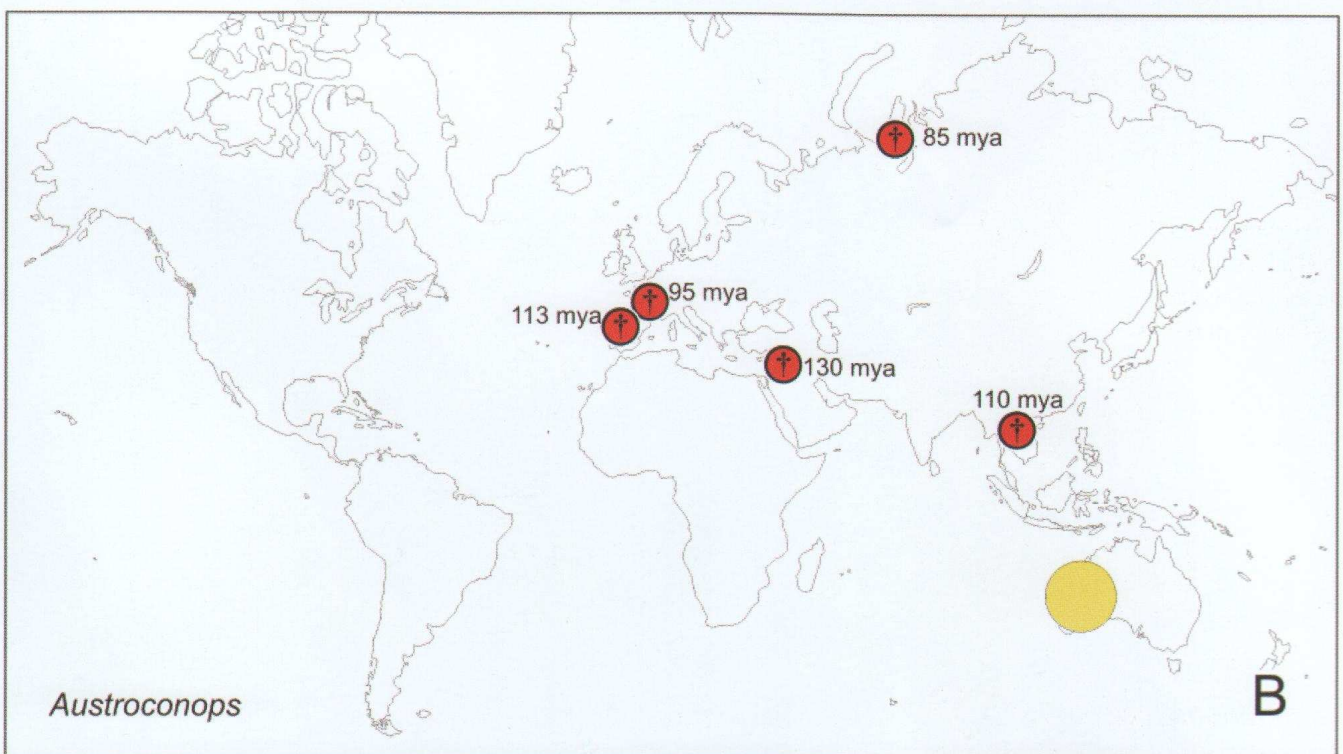 † 85 mya
† 95 mya
113 mya †
† 130 mya
110 mya
†
Austroconops
B